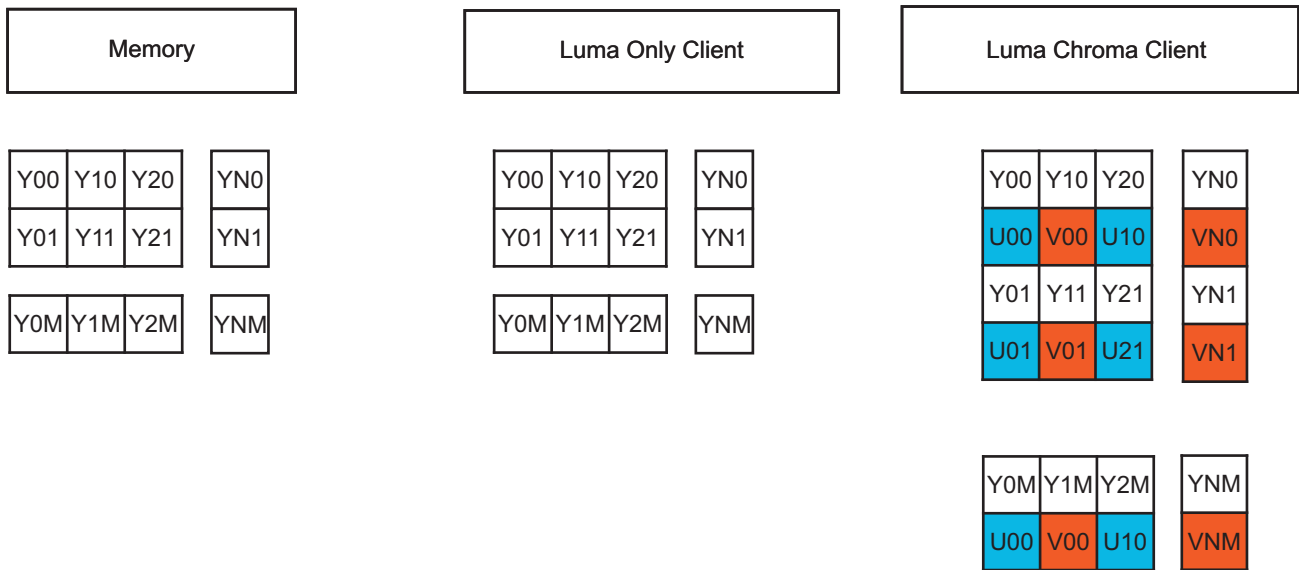 Memory
Luma Only Client
Luma Chroma Client
Y00 Y10 Y20 YN0
Y01 Y11 Y21 YN1
Y0M Y1M Y2M YNM
Y00 Y10 Y20 YN0
Y01 Y11 Y21 YN1
Y0M Y1M Y2M YNM
Y00 Y10 Y20 YN0
U00 V00 U10 VN0
Y01 Y11 Y21 YN1
U01 V01 U21 VN1
Y0M Y1M Y2M YNM
U00 V00 U10 VNM